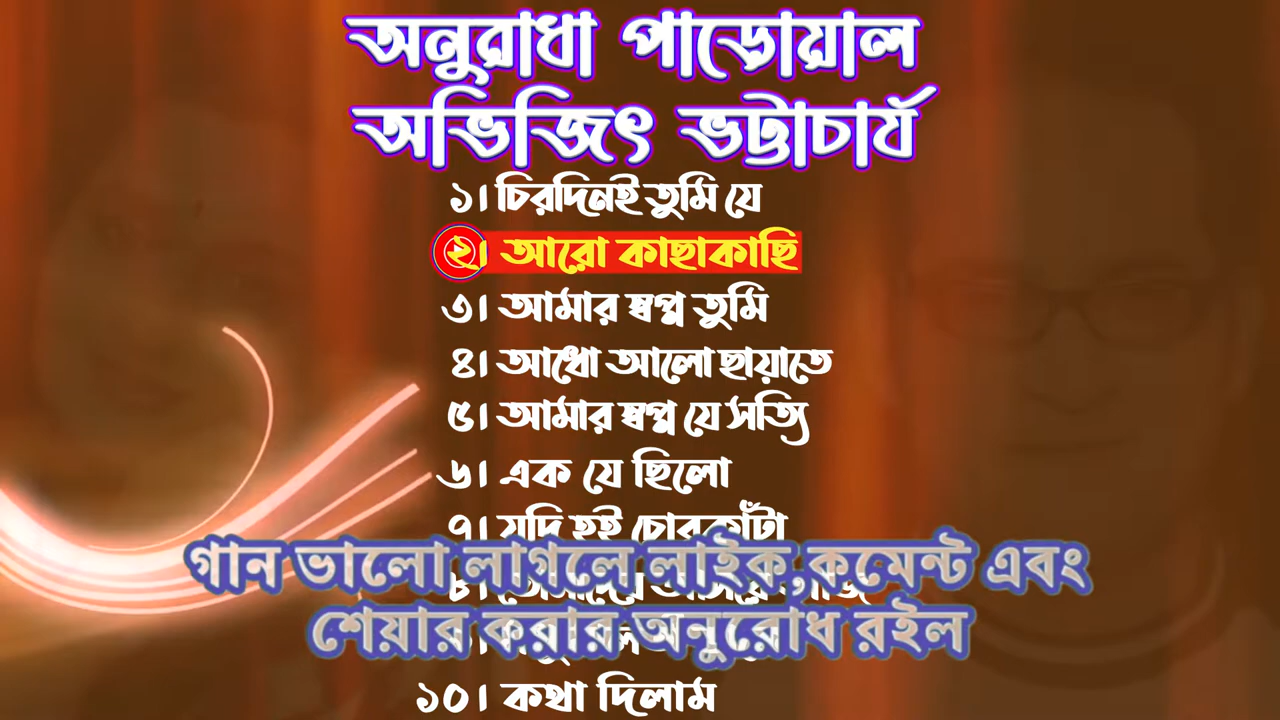 অনুরাধা পাড়োয়াল
অভিজিৎ ভট্টাচার্য
১। চিরদিনই তুমি যে
২। আরো কাছাকাছি
৩। আমার স্বপ্ন তুমি
৪। আধো আলো ছায়াতে
৫। আমার স্বপ্ন যে সত্যি
৬। এক যে ছিলো
৭। যদি হই চোরকাঁটা
গান ভালো লাগলে লাইক কমেন্ট এবং
শেয়ার করার অনুরোধ রইল
১০। কথা দিলাম